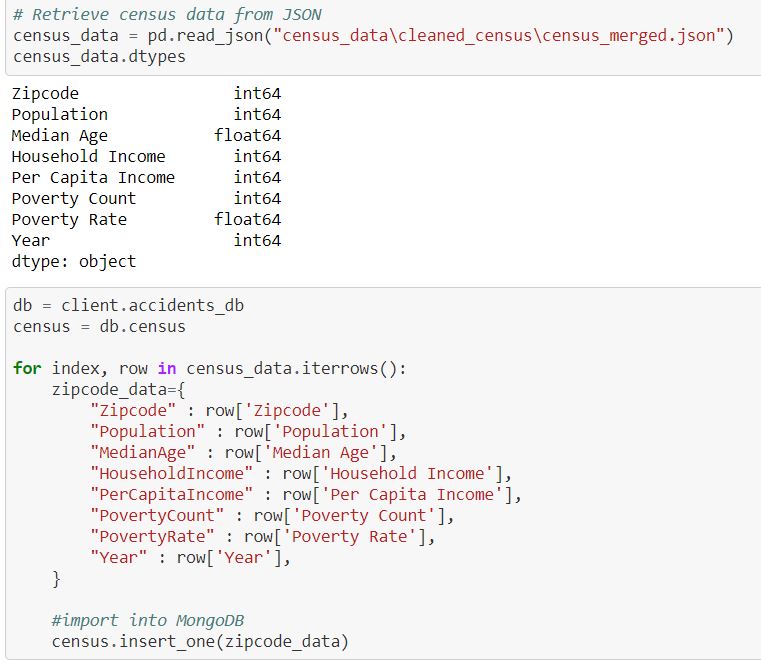 # Retrieve census data from JSON
census_data = pd.read_json("census_data\cleaned_census\census_merged.json")
census_data.dtypes
Zipcode                int64
Population             int64
Median Age           float64
Household Income       int64
Per Capita Income      int64
Poverty Count          int64
Poverty Rate         float64
Year                   int64
dtype: object
db = client.accidents_db
census = db.census
for index, row in census_data.iterrows():
    zipcode_data={
        "Zipcode" : row['Zipcode'],
        "Population" : row['Population'],
        "MedianAge" : row['Median Age'],
        "HouseholdIncome" : row['Household Income'],
        "PerCapitaIncome" : row['Per Capita Income'],
        "PovertyCount" : row['Poverty Count'],
        "PovertyRate" : row['Poverty Rate'],
        "Year" : row['Year'],
    }
    #import into MongoDB
    census.insert_one(zipcode_data)